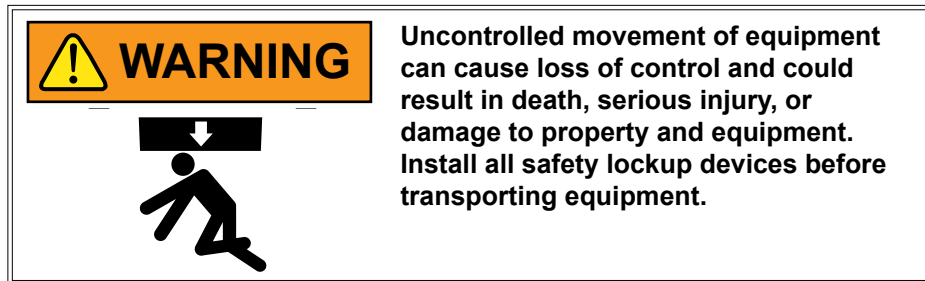 WARNING
Uncontrolled movement of equipment
can cause loss of control and could
result in death, serious injury, or
damage to property and equipment.
Install all safety lockup devices before
transporting equipment.